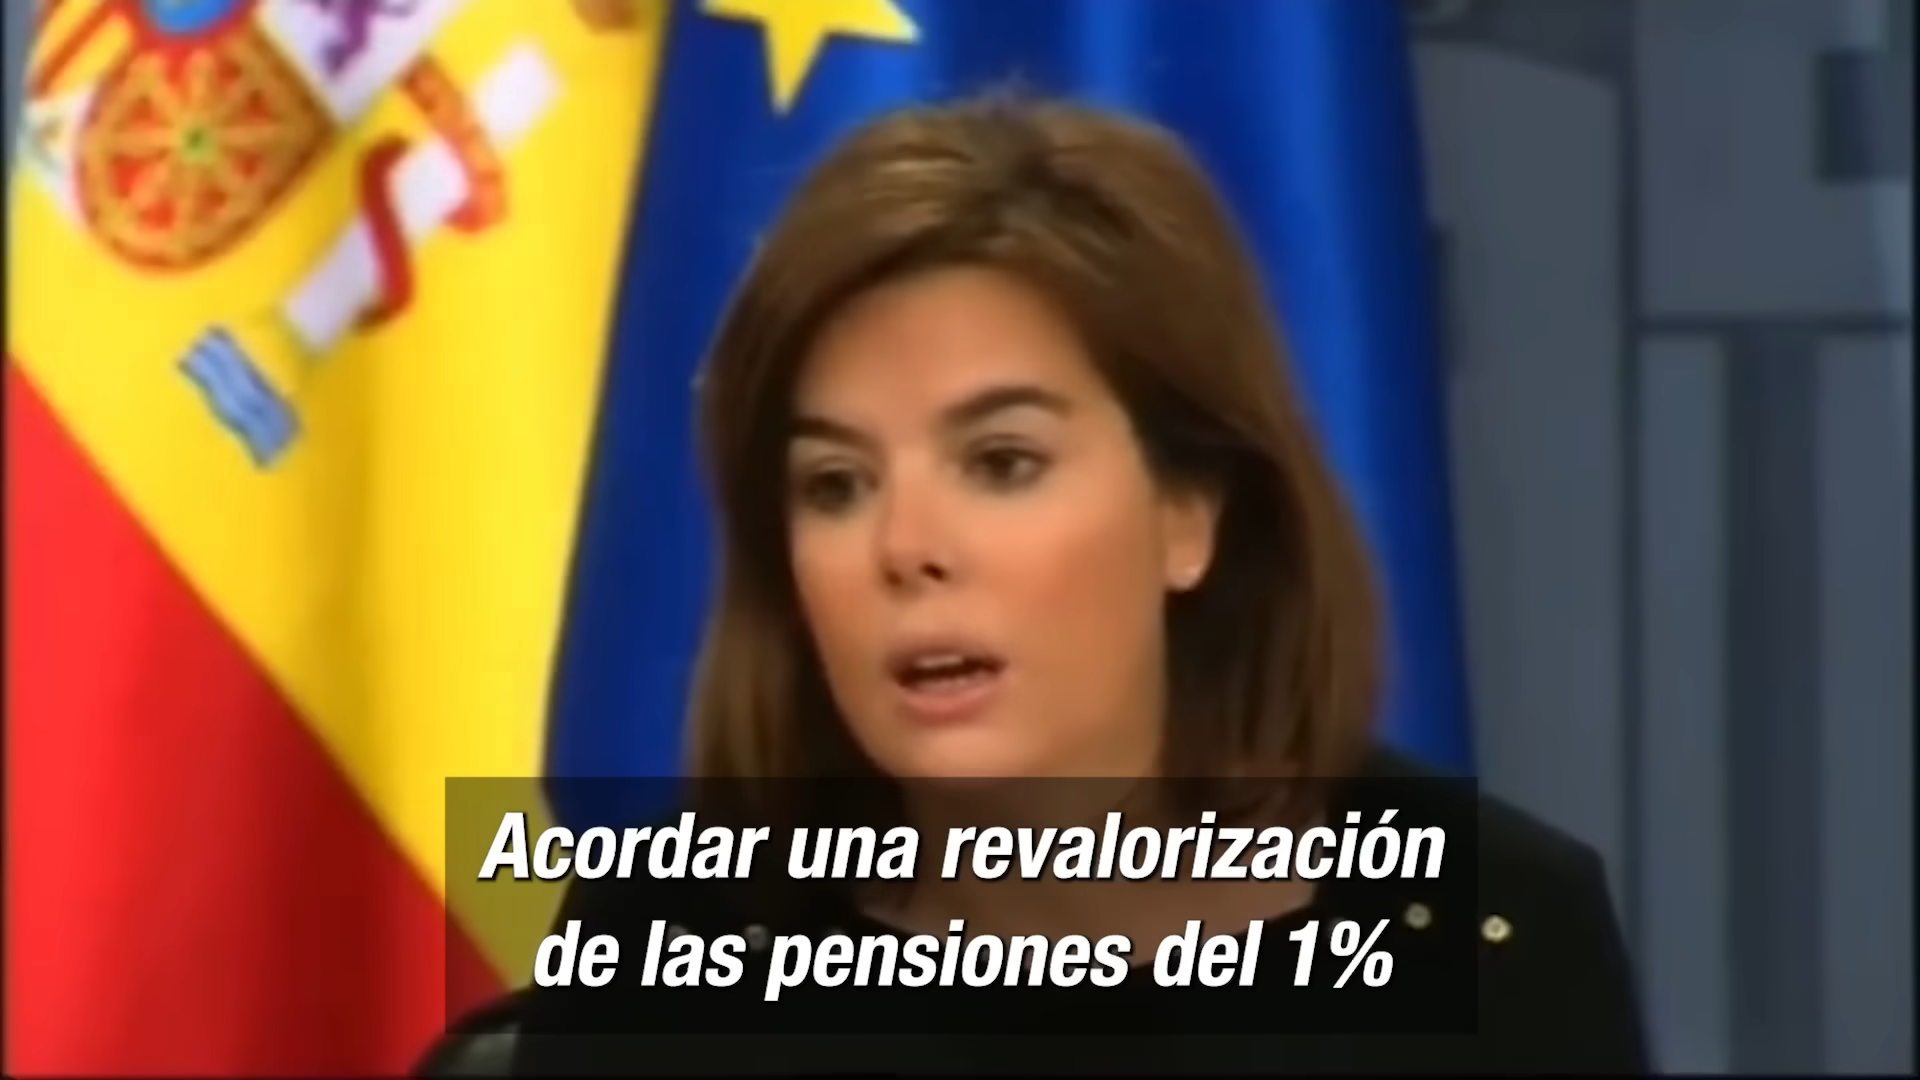 Acordar una revalorización
de las pensiones del 1%